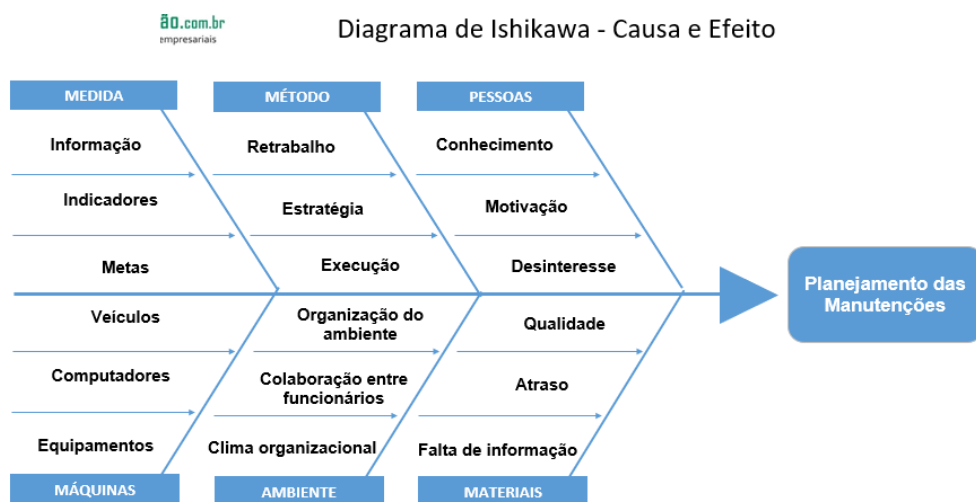 ão.com.br
empresariais
Diagrama de Ishikawa - Causa e Efeito
MEDIDA
MÉTODO
PESSOAS
Informação
Retrabalho
Conhecimento
Indicadores
Estratégia
Motivação
Metas
Execução
Desinteresse
Planejamento das
Manutenções
Veículos
Organização do
ambiente
Qualidade
Computadores
Colaboração entre
funcionários
Atraso
Equipamentos
Clima organizacional
Falta de informação
MÁQUINAS
AMBIENTE
MATERIAIS